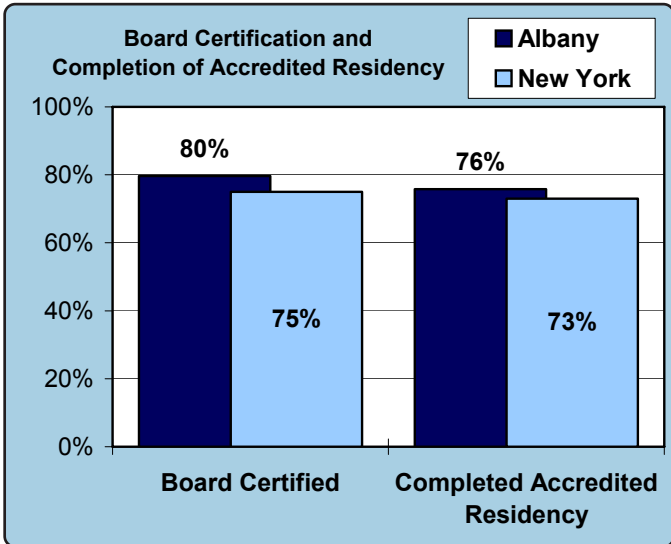 Board Certification and
Completion of Accredited Residency
Albany
New York
100%
80%
60%
40%
20%
0%
80%
75%
76%
73%
Board Certified
Completed Accredited
Residency